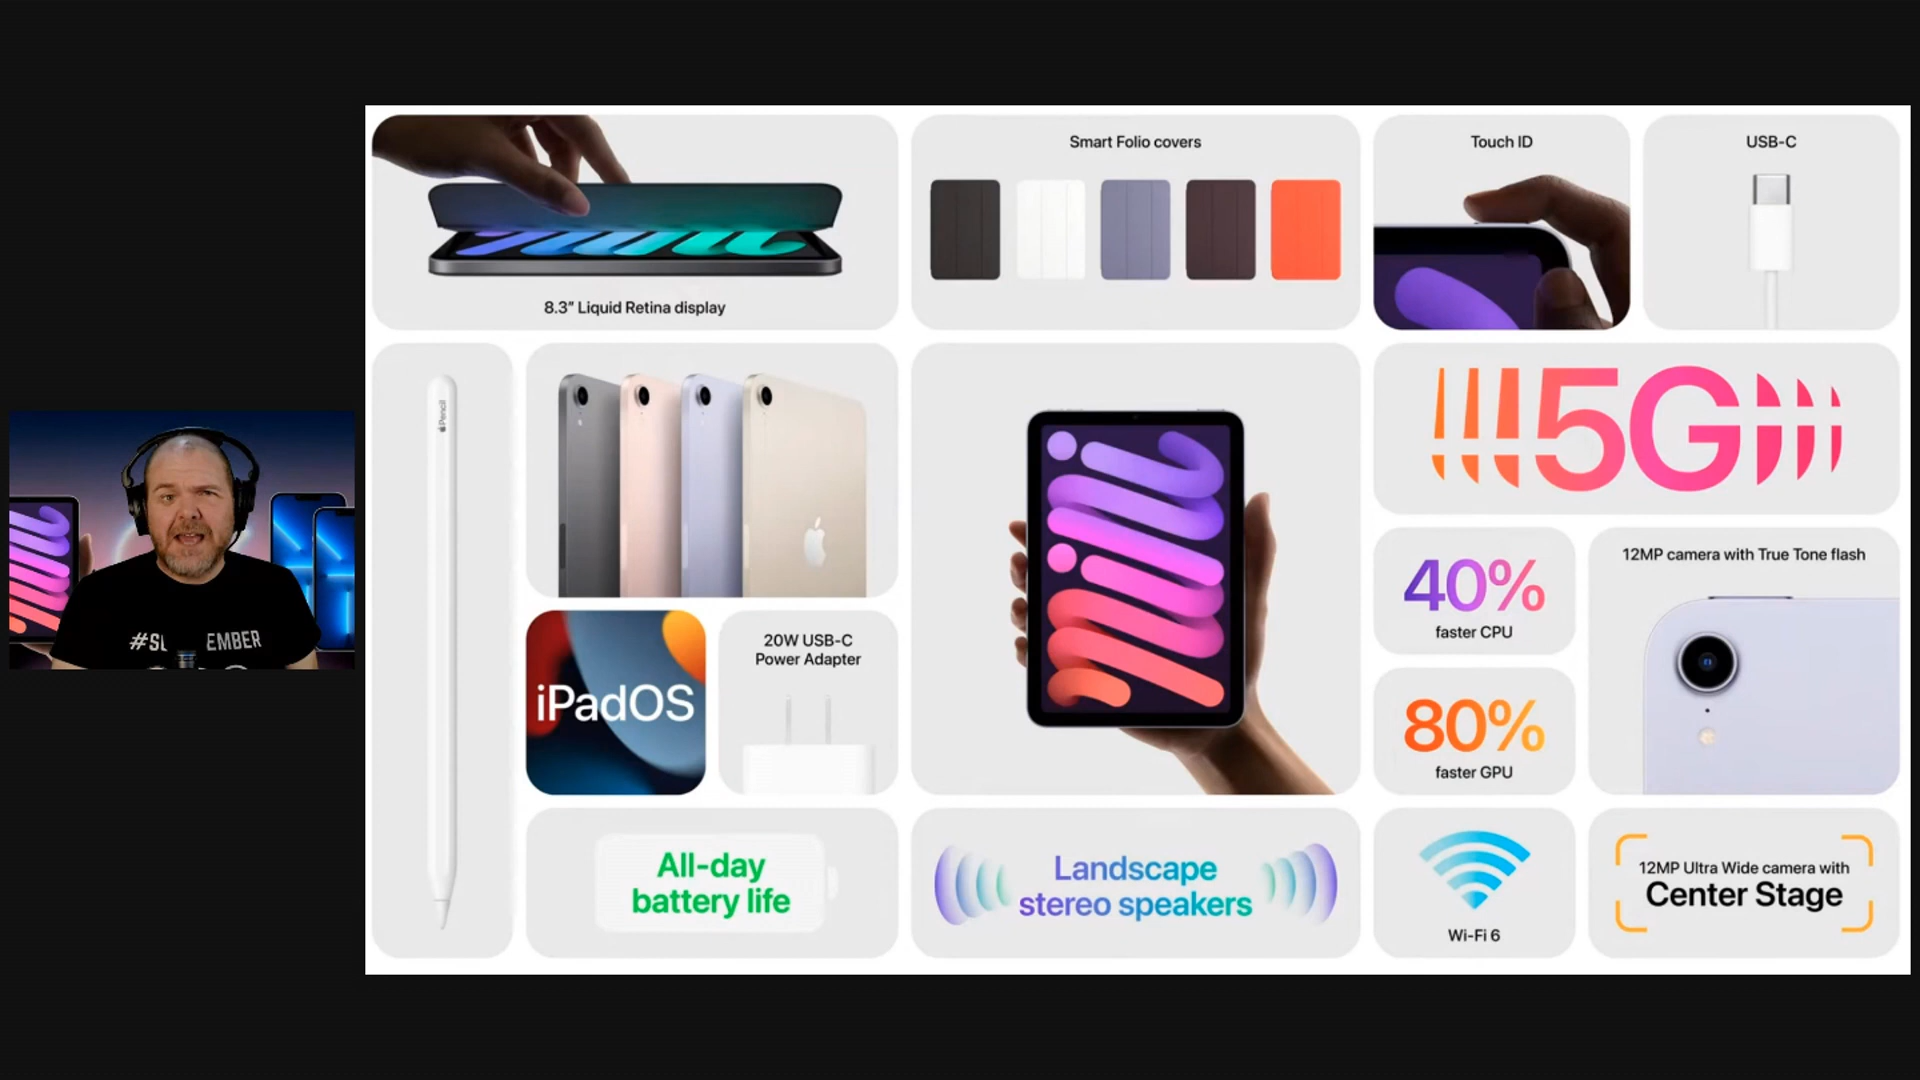 Smart Folio covers
Touch ID
USB-C
8.3” Liquid Retina display
Pencil
5G
12MP camera with True Tone flash
40%
faster CPU
iPadOS
20W USB-C
Power Adapter
80%
faster GPU
All-day
battery life
Landscape
stereo speakers
Wi-Fi 6
12MP Ultra Wide camera with
Center Stage